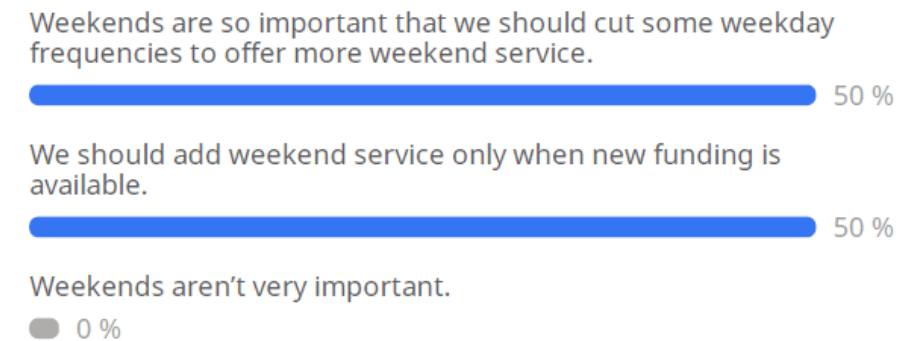 Weekends are so important that we should cut some weekday
frequencies to offer more weekend service.
50 %
We should add weekend service only when new funding is
available.
50 %
Weekends aren’t very important.
0 %